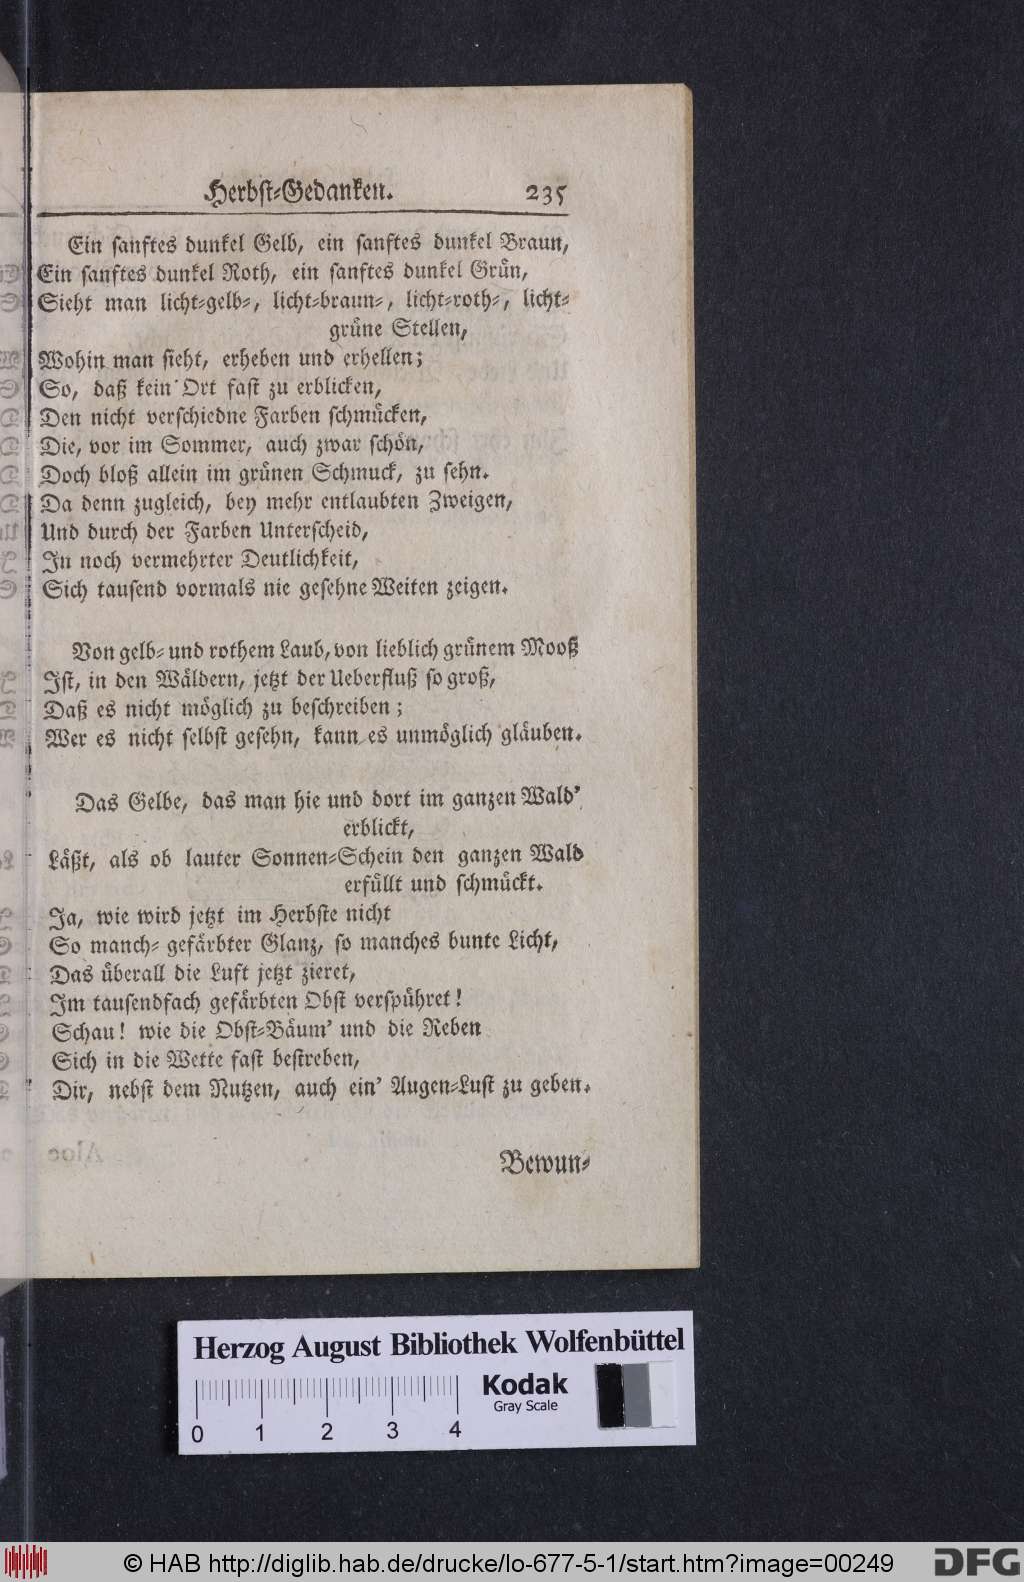 Herbst-Gedanken. 235
Ein sanftes dunkel Gelb, ein sanftes dunkel Braun,
Ein sanftes dunkel Roth, ein sanftes dunkel Grün,
Sieht man licht-gelb-, licht-braun-, licht-roth-, licht-
grüne Stellen,
Wohin man sieht, erheben und erhellen;
So, daß kein Ort fast zu erblicken,
Den nicht verschiedne Farben schmücken,
Die, vor im Sommer, auch zwar schön,
Doch bloß allein im grünen Schmuck, zu sehn.
Da denn zugleich, bey mehr entlaubten Zweigen,
Und durch der Farben Unterscheid,
In noch vermehrter Deutlichkeit,
Sich tausend vormals nie gesehne Weiten zeigen.
Von gelb- und rothem Laub, von lieblich grünem Mooß
Ist, in den Wäldern, jetzt der Ueberfluß so groß,
Daß es nicht möglich zu beschreiben;
Wer es nicht selbst gesehn, kann es unmöglich gläuben.
Das Gelbe, das man hie und dort im ganzen Wald'
erblickt,
Läßt, als ob lauter Sonnen-Schein den ganzen Wald
erfüllt und schmückt.
Ja, wie wird jetzt im Herbste nicht
So manch- gefärbter Glanz, so manches bunte Licht,
Das überall die Luft jetzt zieret,
Im tausendfach gefärbten Obst verspühret!
Schau! wie die Obst-Bäum' und die Reben
Sich in die Wette fast bestreben,
Dir, nebst dem Nutzen, auch ein' Augen-Lust zu geben.
Bewun-
Herzog August Bibliothek Wolfenbüttel
Kodak
Gray Scale
0 1 2 3 4
© HAB http://diglib.hab.de/drucke/lo-677-5-1/start.htm?image=00249
DFG